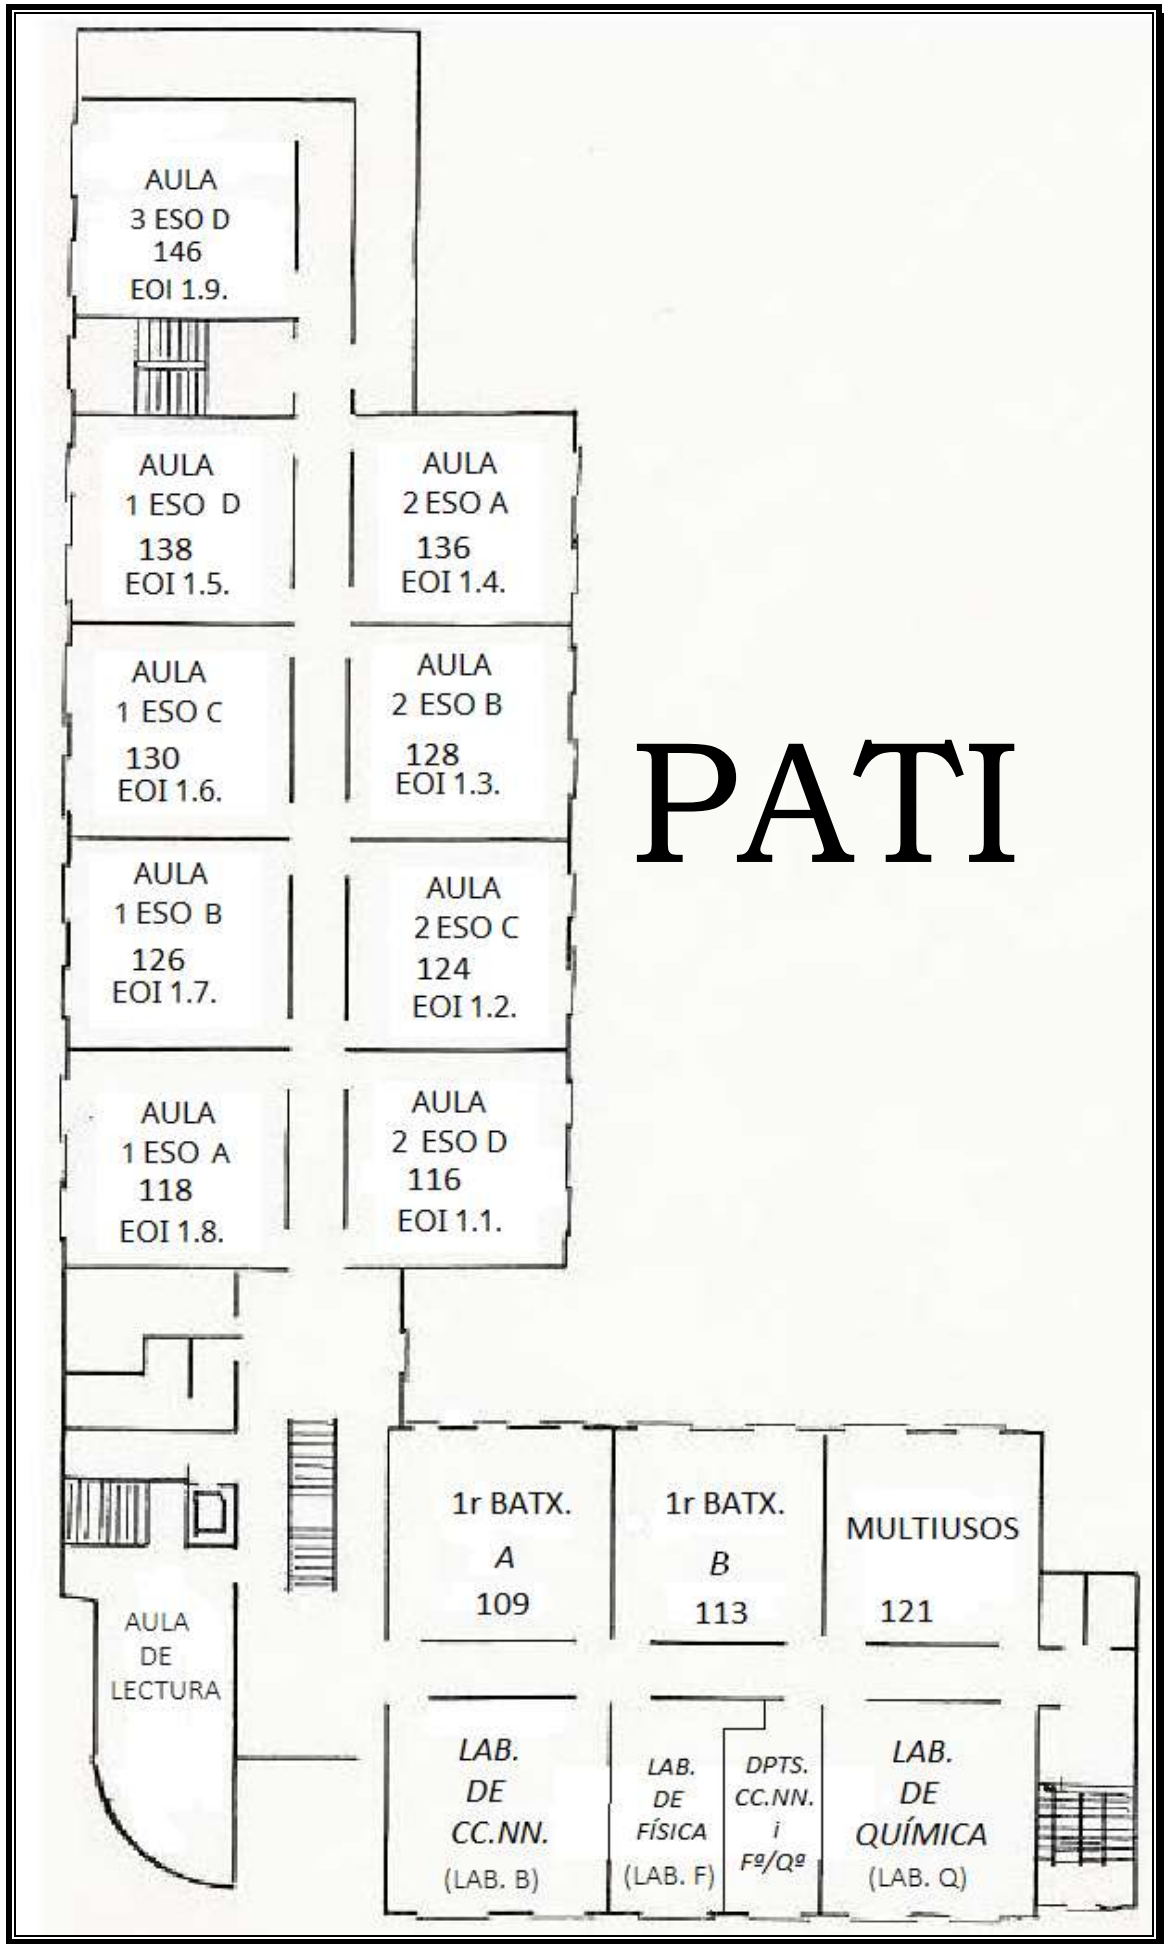 AULA
3 ESO D
146
EOI 1.9.
AULA
1 ESO D
138
EOI 1.5.
AULA
2 ESO A
136
EOI 1.4.
AULA
1 ESO C
130
EOI 1.6.
AULA
2 ESO B
128
EOI 1.3.
PATI
AULA
1 ESO B
126
EOI 1.7.
AULA
2 ESO C
124
EOI 1.2.
AULA
1 ESO A
118
EOI 1.8.
AULA
2 ESO D
116
EOI 1.1.
1r BATX.
A
109
1r BATX.
B
113
MULTIUSOS
121
AULA
DE
LECTURA
LAB.
DE
CC.NN.
(LAB. B)
LAB.
DE
FÍSICA
(LAB. F)
DPTS.
CC.NN.
i
Fº/Qº
LAB.
DE
QUÍMICA
(LAB. Q)